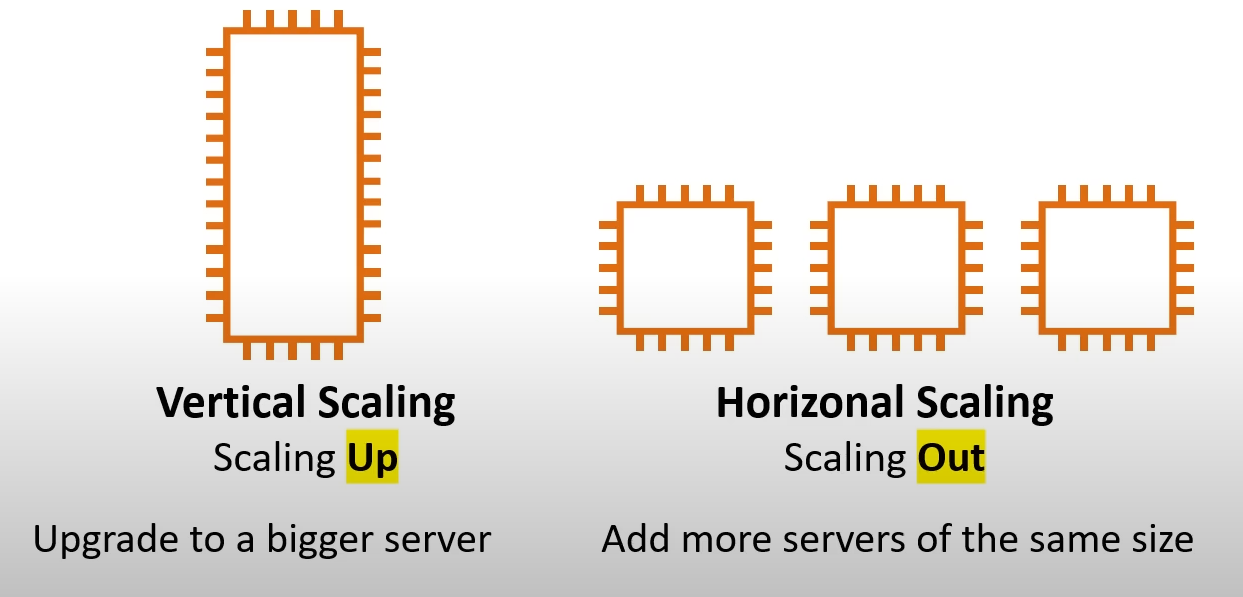 Vertical Scaling
Scaling Up
Upgrade to a bigger server
Horizonal Scaling
Scaling Out
Add more servers of the same size